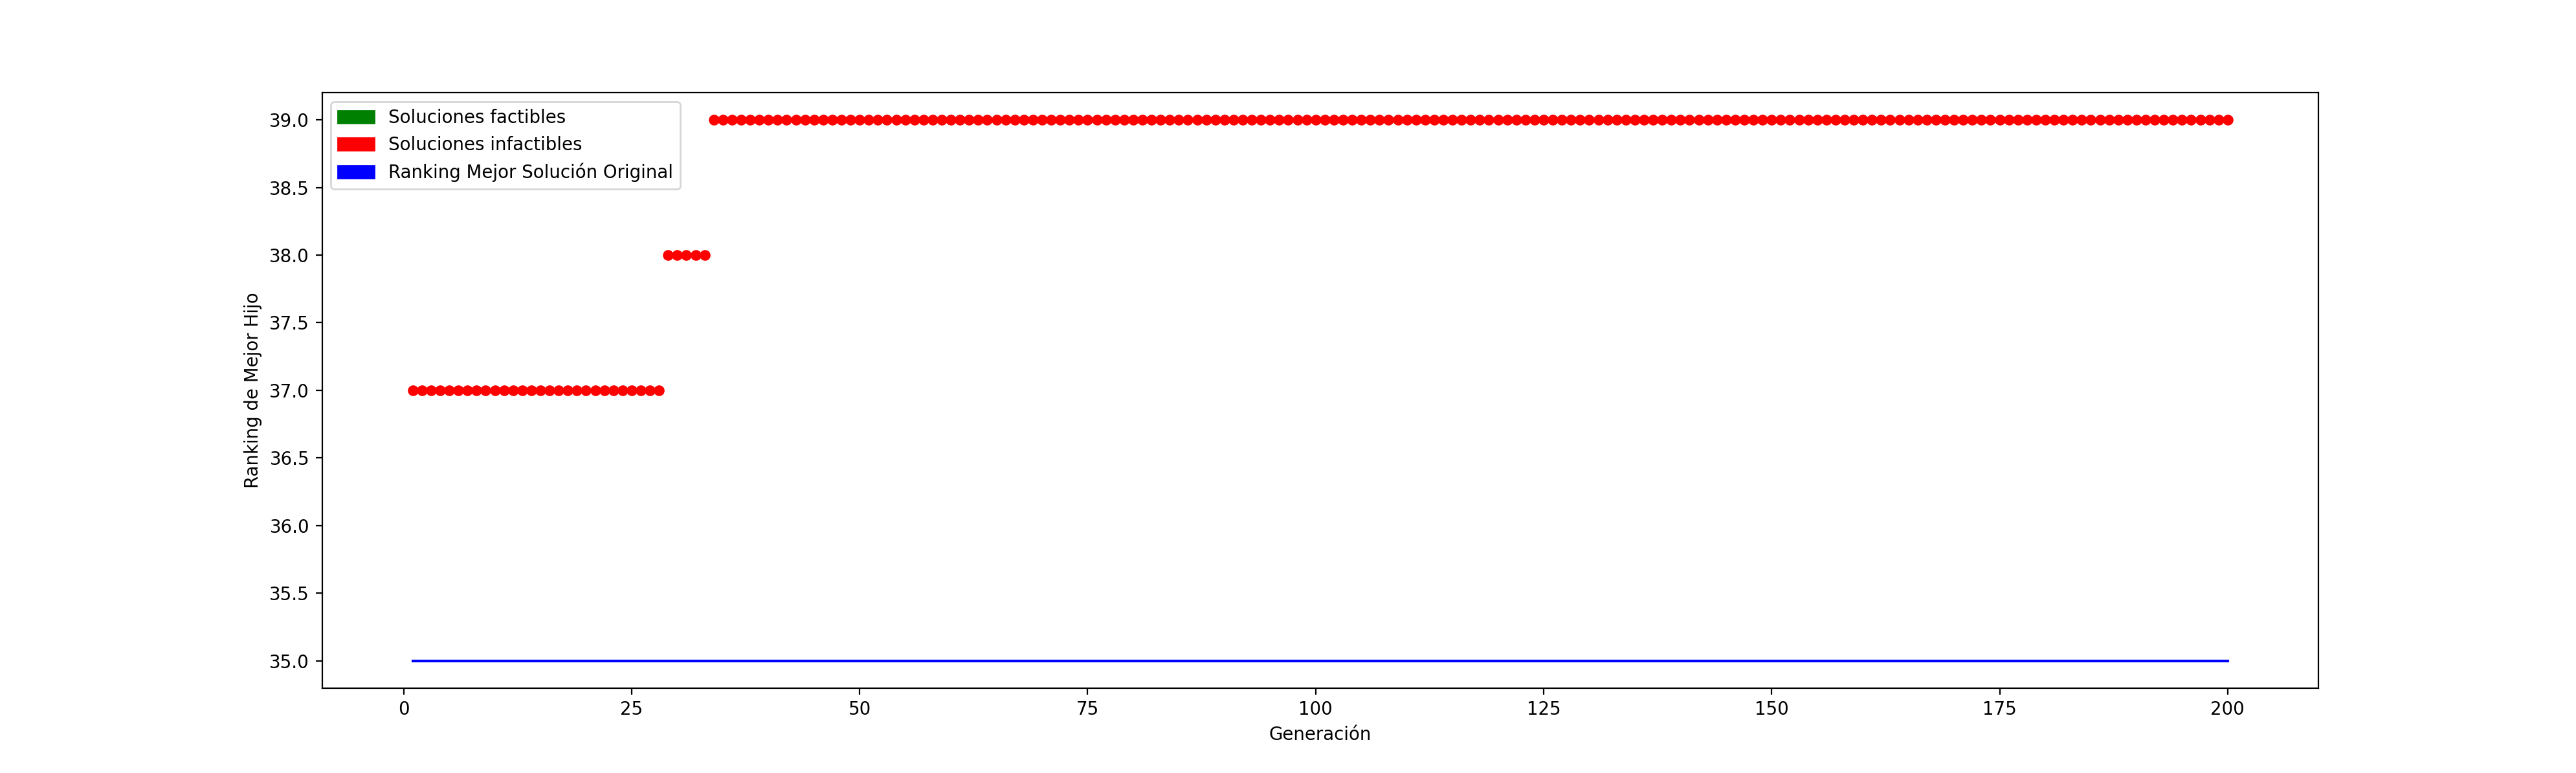 Soluciones factibles
Soluciones infactibles
Ranking Mejor Solución Original
39.0
38.5
38.0
37.5
37.0
36.5
36.0
35.5
35.0
Ranking de Mejor Hijo
0 25 50 75 100 125 150 175 200
Generación